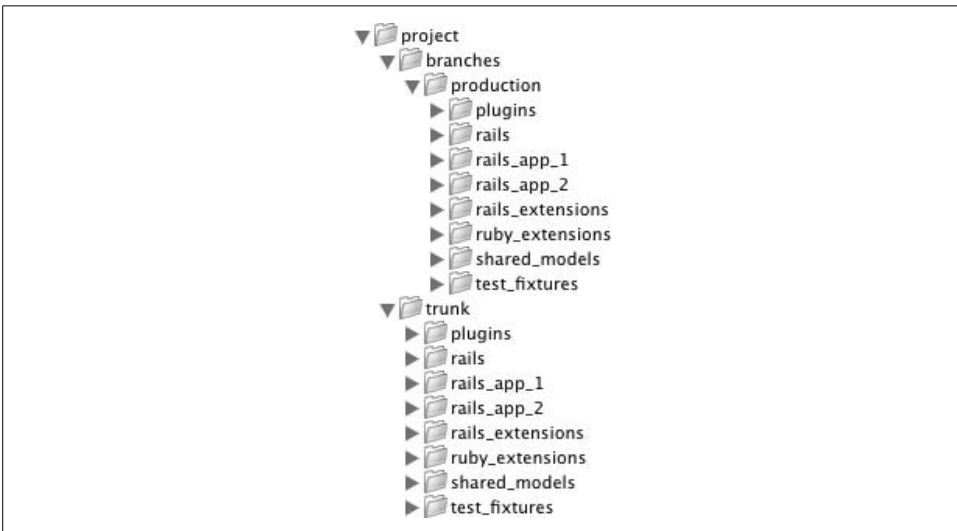 project
branches
production
plugins
rails
rails_app_1
rails_app_2
rails_extensions
ruby_extensions
shared_models
test_fixtures
trunk
plugins
rails
rails_app_1
rails_app_2
rails_extensions
ruby_extensions
shared_models
test_fixtures